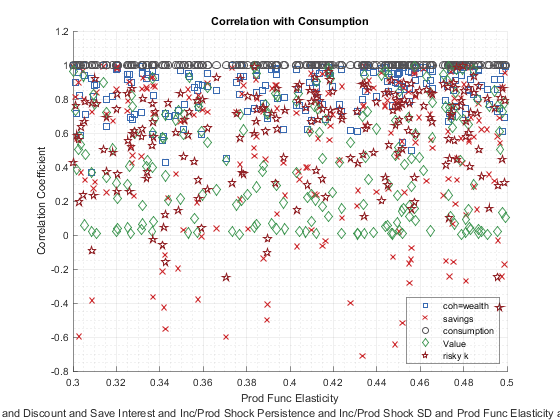 Correlation with Consumption
1.2
1
0.8
0.6
0.4
0.2
0
-0.2
-0.4
-0.6
-0.8
Correlation Coefficient
coh=wealth
savings
consumption
Value
risky k
0.3 0.32 0.34 0.36 0.38 0.4 0.42 0.44 0.46 0.48 0.5
Prod Func Elasticity
and Discount and Save Interest and Inc/Prod Shock Persistence and Inc/Prod Shock SD and Prod Func Elasticity